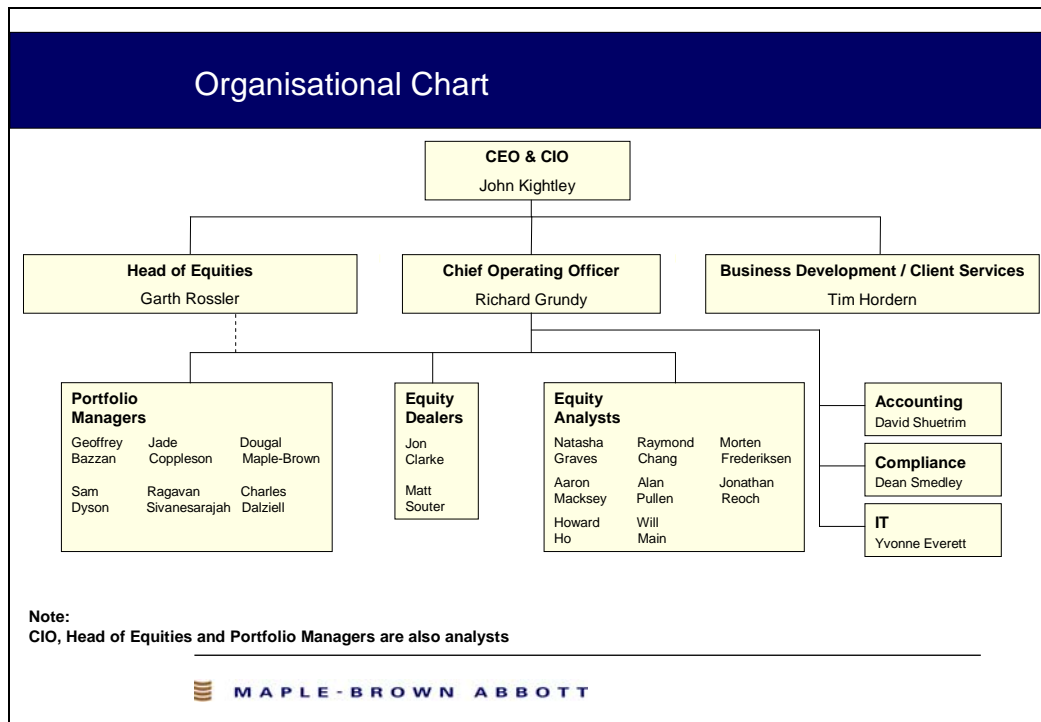 Organisational Chart
CEO & CIO
John Kightley
Head of Equities
Garth Rossler
Chief Operating Officer
Richard Grundy
Business Development / Client Services
Tim Hordern
Portfolio
Managers
Geoffrey Jade Dougal
Bazzan Coppleson Maple-Brown
Sam Ragavan Charles
Dyson Sivanesarajah Dalziell
Equity
Dealers
Jon
Clarke
Matt
Souter
Equity
Analysts
Natasha Raymond Morten
Graves Chang Frederiksen
Aaron Alan Jonathan
Macksey Pullen Reoch
Howard Will
Ho Main
Accounting
David Shuetrim
Compliance
Dean Smedley
IT
Yvonne Everett
Note:
CIO, Head of Equities and Portfolio Managers are also analysts
MAPLE-BROWN ABBOTT